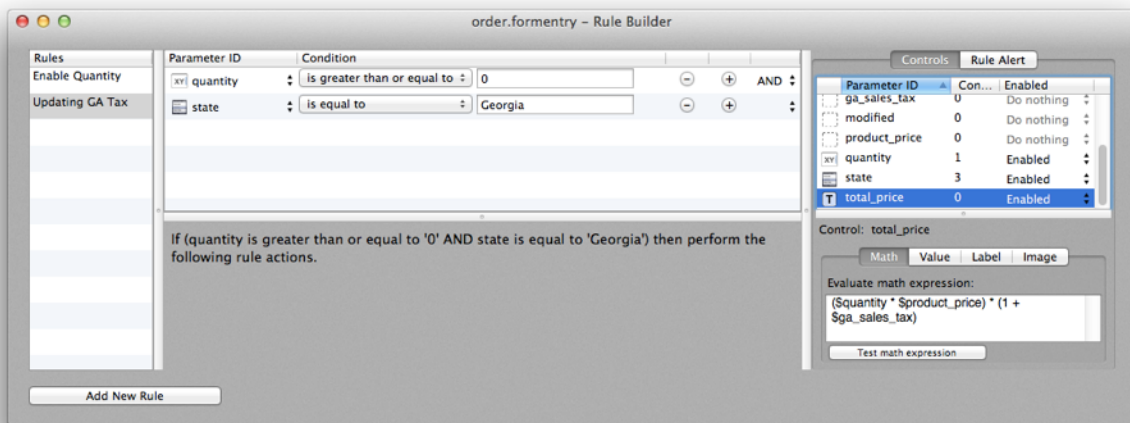 order.formentry – Rule Builder
Rules
Enable Quantity
Updating GA Tax
Parameter ID Condition
XY quantity is greater than or equal to 0 AND
state is equal to Georgia
If (quantity is greater than or equal to '0' AND state is equal to 'Georgia') then perform the
following rule actions.
Controls Rule Alert
Parameter ID Con... Enabled
ga_sales_tax 0 Do nothing
modified 0 Do nothing
product_price 0 Do nothing
XY quantity 1 Enabled
state 3 Enabled
T total_price 0 Enabled
Control: total_price
Math Value Label Image
Evaluate math expression:
($quantity * $product_price) * (1 +
$ga_sales_tax)
Test math expression
Add New Rule